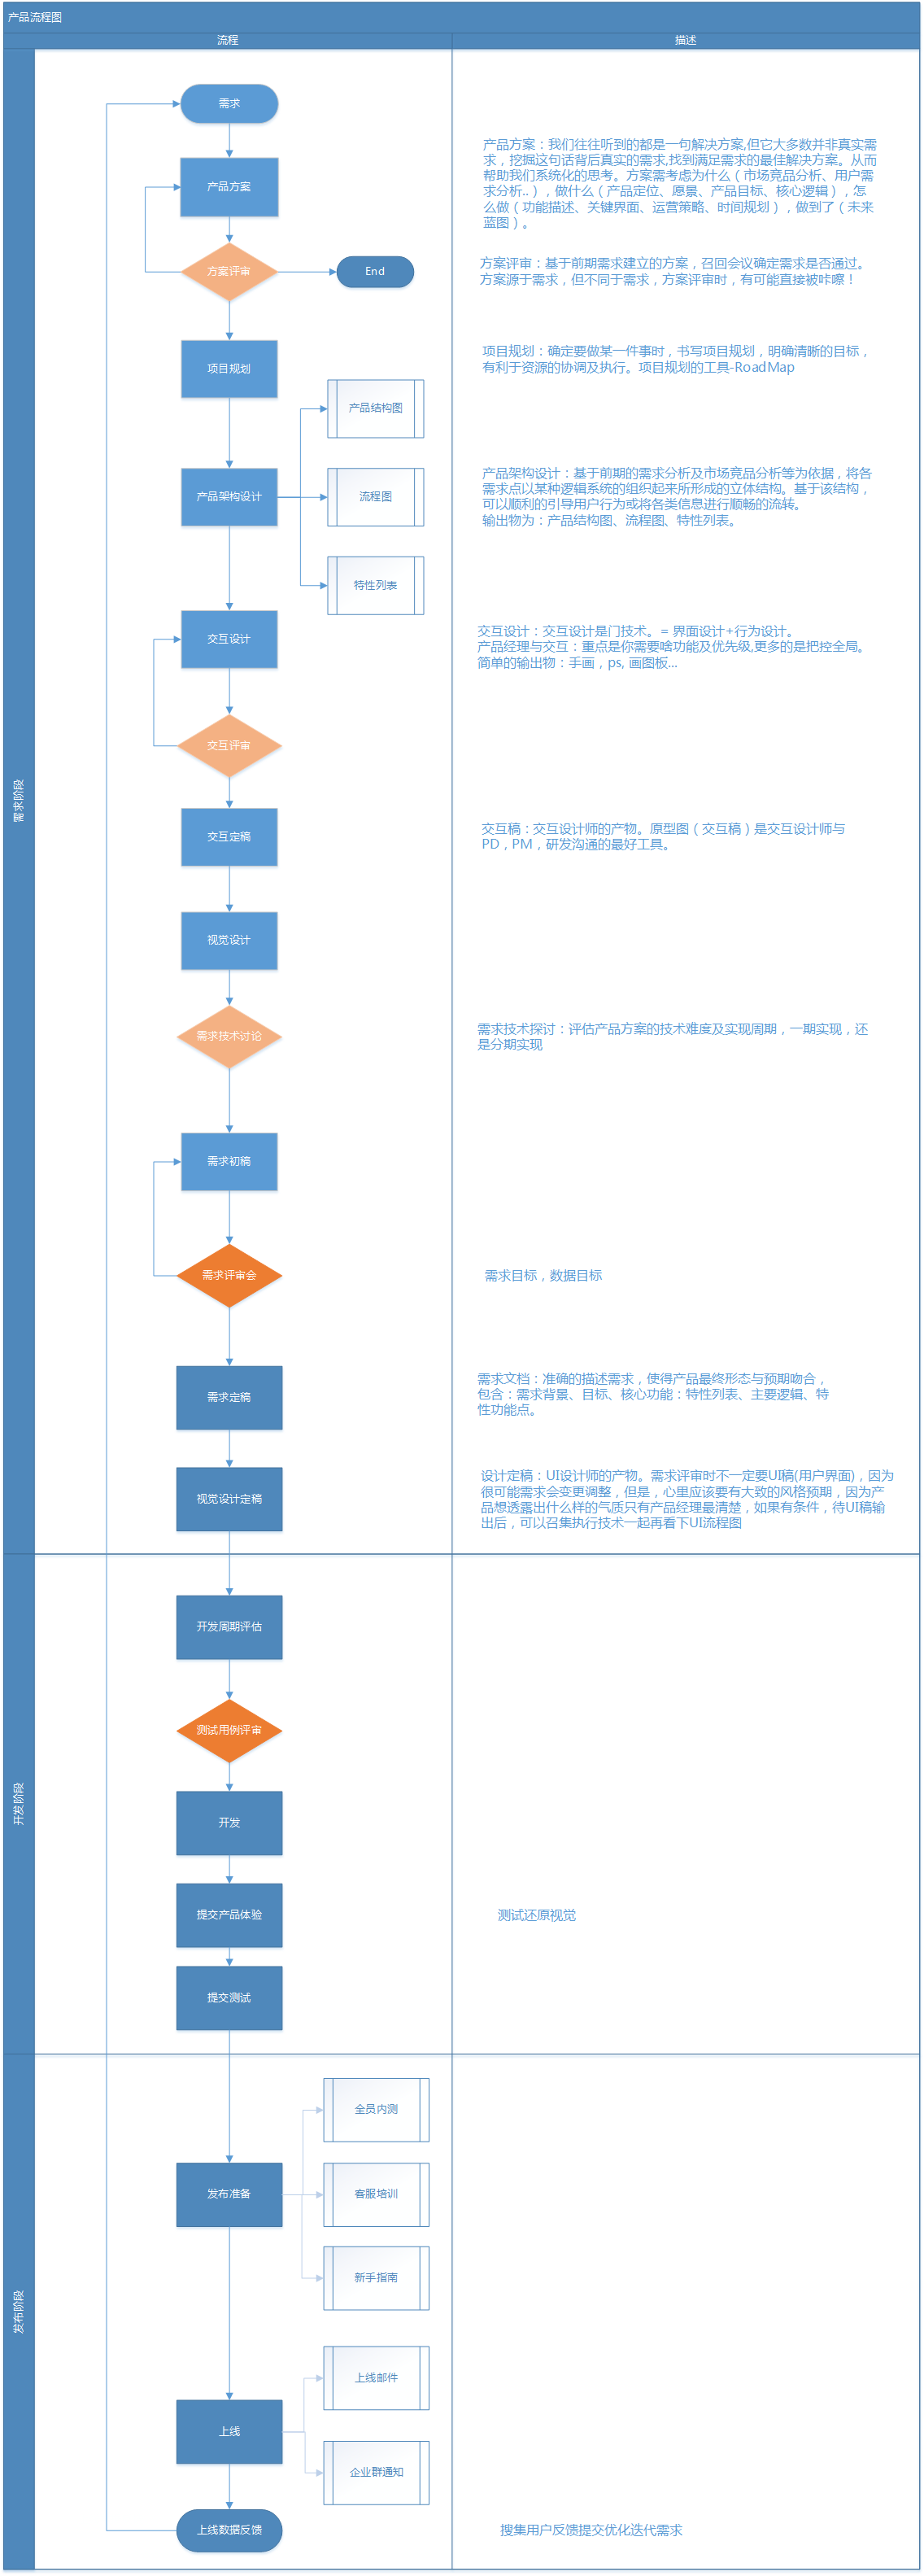 产品流程图
流程
描述
需求阶段
需求
产品方案
产品方案：我们往往听到的都是一句解决方案,但它大多数并非真实需
求，挖掘这句话背后真实的需求,找到满足需求的最佳解决方案。从而
帮助我们系统化的思考。方案需考虑为什么（市场竞品分析、用户需
求分析..），做什么（产品定位、愿景、产品目标、核心逻辑），怎
么做（功能描述、关键界面、运营策略、时间规划），做到了（未来
蓝图）。
方案评审
End
方案评审：基于前期需求建立的方案，召回会议确定需求是否通过。
方案源于需求，但不同于需求，方案评审时，有可能直接被咔嚓！
项目规划
项目规划：确定要做某一件事时，书写项目规划，明确清晰的目标，
有利于资源的协调及执行。项目规划的工具-RoadMap
产品结构图
产品架构设计
流程图
特性列表
产品架构设计：基于前期的需求分析及市场竞品分析等为依据，将各
需求点以某种逻辑系统的组织起来所形成的立体结构。基于该结构，
可以顺利的引导用户行为或将各类信息进行顺畅的流转。
输出物为：产品结构图、流程图、特性列表。
交互设计
交互设计：交互设计是门技术。= 界面设计+行为设计。
产品经理与交互：重点是你需要啥功能及优先级,更多的是把控全局。
简单的输出物：手画，ps, 画图板...
交互评审
交互定稿
交互稿：交互设计师的产物。原型图（交互稿）是交互设计师与
PD，PM，研发沟通的最好工具。
视觉设计
需求技术讨论
需求技术探讨：评估产品方案的技术难度及实现周期，一期实现，还
是分期实现
需求初稿
需求评审会
需求目标，数据目标
需求定稿
需求文档：准确的描述需求，使得产品最终形态与预期吻合，
包含：需求背景、目标、核心功能：特性列表、主要逻辑、特
性功能点。
视觉设计定稿
设计定稿：UI设计师的产物。需求评审时不一定要UI稿(用户界面)，因为
很可能需求会变更调整，但是，心里应该要有大致的风格预期，因为产
品想透露出什么样的气质只有产品经理最清楚，如果有条件，待UI稿输
出后，可以召集执行技术一起再看下UI流程图
开发阶段
开发周期评估
测试用例评审
开发
提交产品体验
测试还原视觉
提交测试
发布阶段
全员内测
发布准备
客服培训
新手指南
上线邮件
上线
企业群通知
上线数据反馈
搜集用户反馈提交优化迭代需求